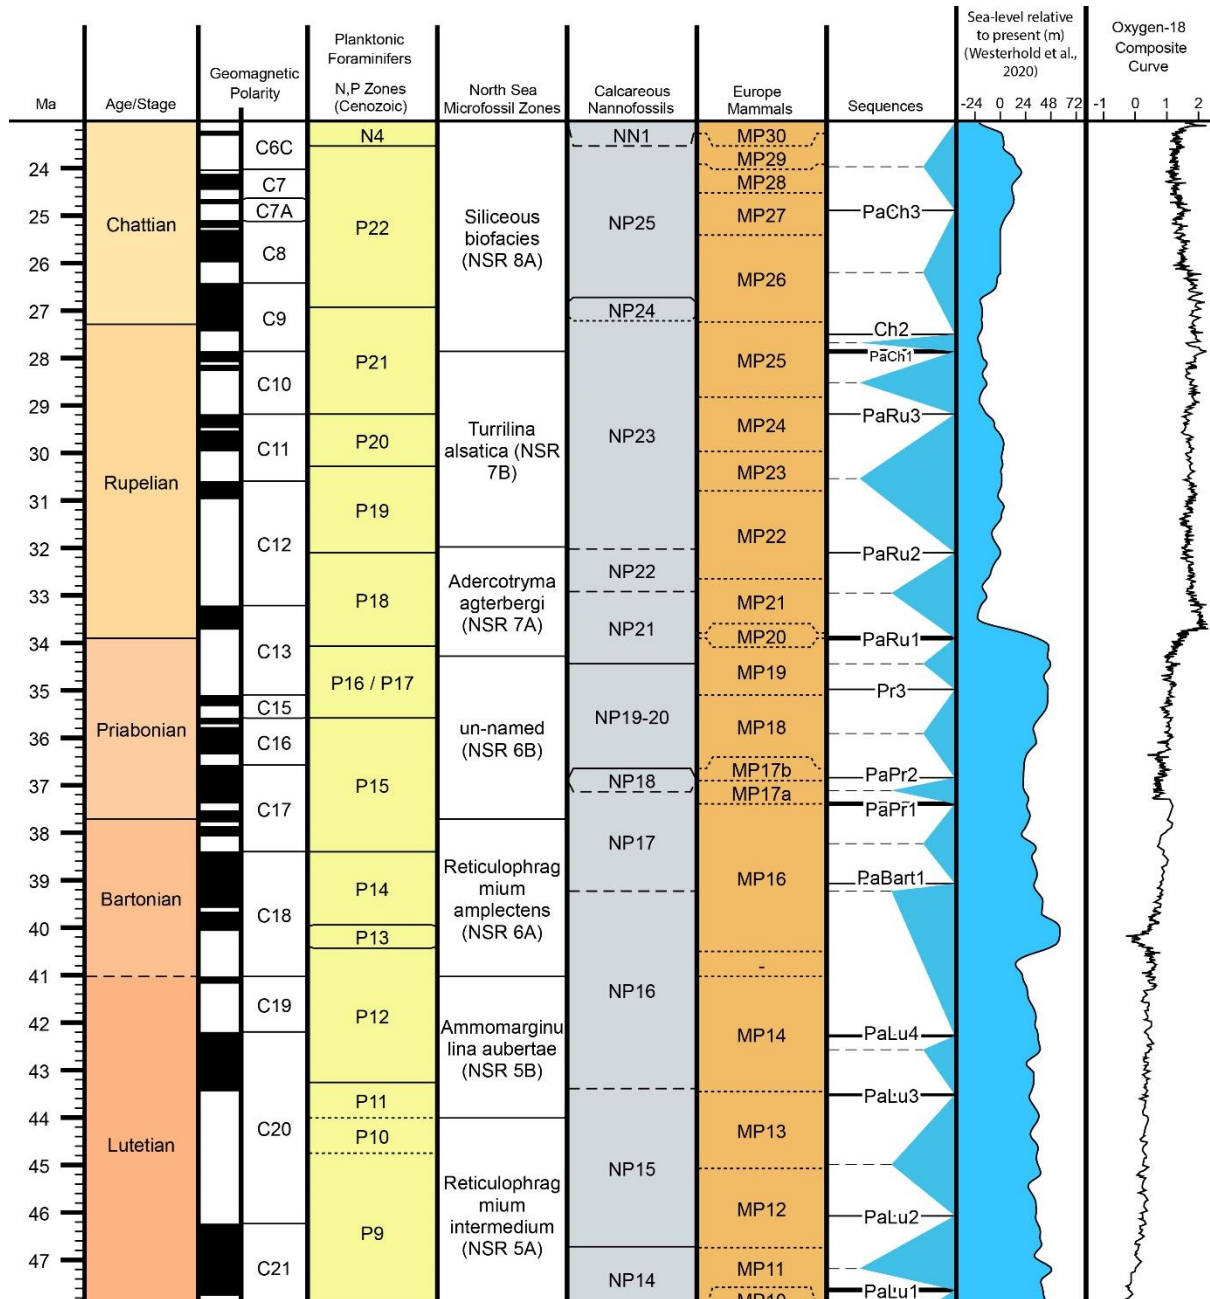 Ma
Age/Stage
Geomagnetic
Polarity
Planktonic
Foraminifers
N,P Zones
(Cenozoic)
North Sea
Microfossil Zones
Calcareous
Nannofossils
Europe
Mammals
Sequences
Sea-level relative
to present (m)
(Westerhold et al.,
2020)
-24 0 24 48 72
Oxygen-18
Composite
Curve
-1 0 1 2
24
25
26
27
28
29
30
31
32
33
34
35
36
37
38
39
40
41
42
43
44
45
46
47
Chattian
Rupelian
Priabonian
Bartonian
Lutetian
C6C
C7
C7A
C8
C9
C10
C11
C12
C13
C15
C16
C17
C18
C19
C20
C21
N4
P22
P21
P20
P19
P18
P16 / P17
P15
P14
P13
P12
P11
P10
P9
Siliceous
biofacies
(NSR 8A)
Turrilina
alsatica (NSR
7B)
Adercotryma
agterbergi
(NSR 7A)
un-named
(NSR 6B)
Reticulophrag
mium
amplectens
(NSR 6A)
Ammomarginu
lina aubertae
(NSR 5B)
Reticulophrag
mium
intermedium
(NSR 5A)
NN1
NP25
NP24
NP23
NP22
NP21
NP19-20
NP18
NP17
NP16
NP15
NP14
MP30
MP29
MP28
MP27
MP26
MP25
MP24
MP23
MP22
MP21
MP20
MP19
MP18
MP17b
MP17a
MP16
-
MP14
MP13
MP12
MP11
MP10
PaCh3
Ch2
PaCh1
PaRu3
PaRu2
PaRu1
Pr3
PaPr2
PaPr1
PaBart1
PaLu4
PaLu3
PaLu2
PaLu1